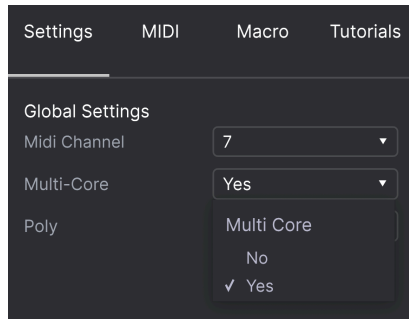 Settings MIDI Macro Tutorials
Global Settings
Midi Channel 7
Multi-Core Yes
Poly
Multi Core
No
✓ Yes